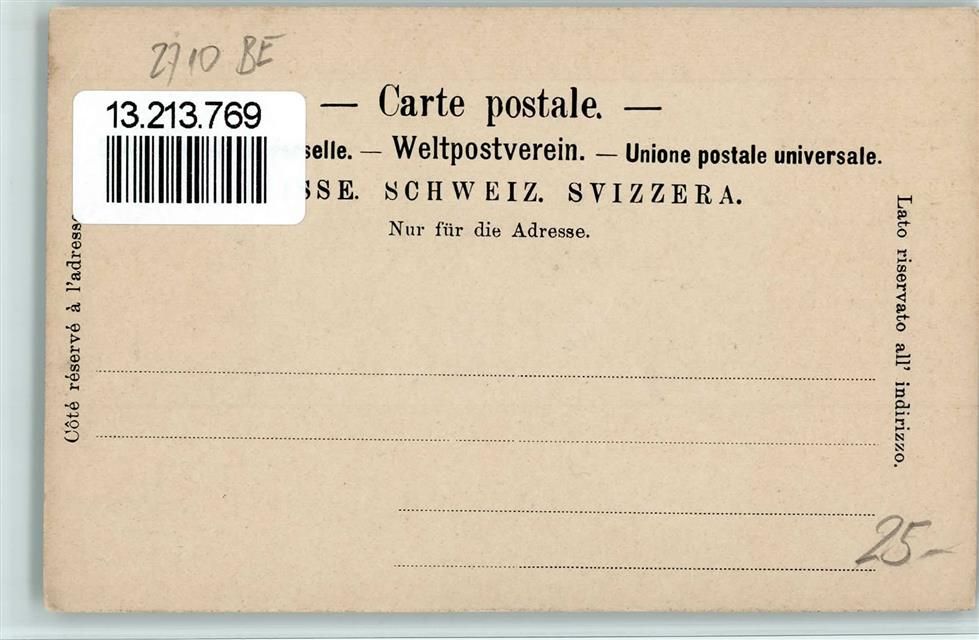 2710 BE
13.213.769
— Carte postale. —
selle. — Weltpostverein. — Unione postale universale.
SSE. SCHWEIZ. SVIZZERA.
Nur für die Adresse.
Côté réservé à l'adresse
Lato riservato all' indirizzo.
25-